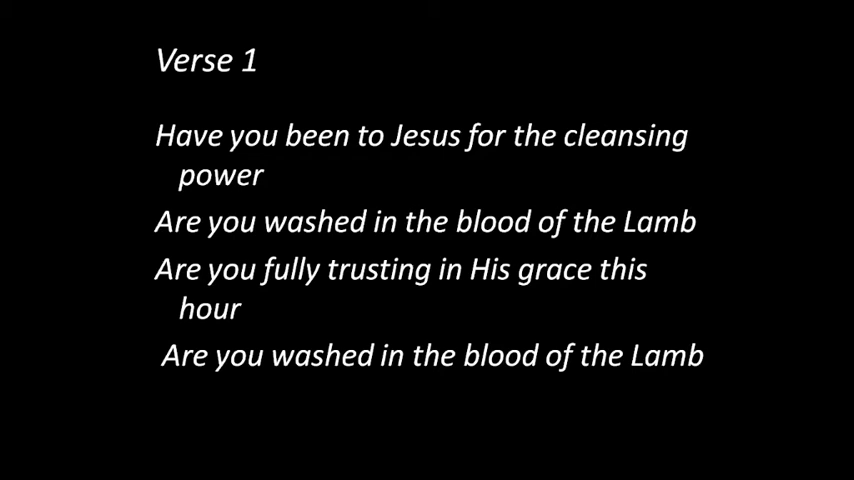 Verse 1
Have you been to Jesus for the cleansing
power
Are you washed in the blood of the Lamb
Are you fully trusting in His grace this
hour
Are you washed in the blood of the Lamb